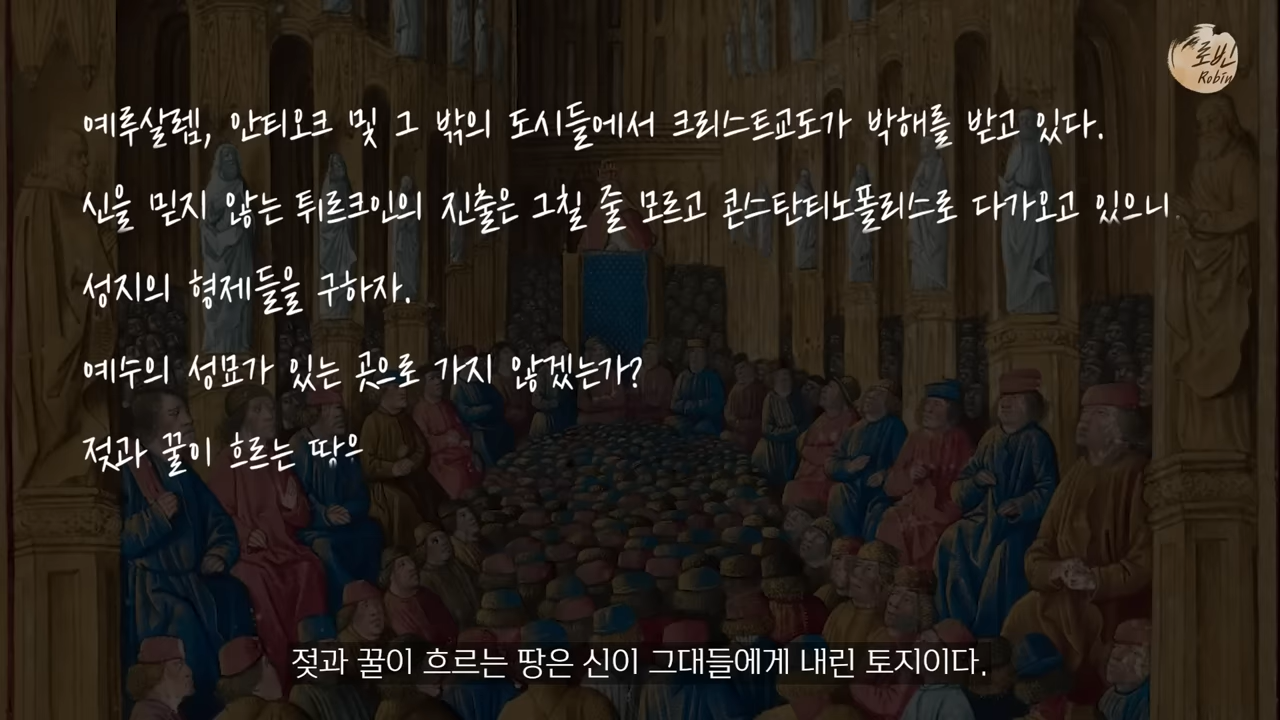 로빈
Robin
예루살렘, 안티오크 및 그 밖의 도시들에서 크리스트교도가 박해를 받고 있다.
신을 믿지 않는 튀르크인의 진출은 그칠 줄 모르고 콘스탄티노폴리스로 다가오고 있으니
성지의 형제들을 구하자.
예수의 성묘가 있는 곳으로 가지 않겠는가?
젖과 꿀이 흐르는 땅으
젖과 꿀이 흐르는 땅은 신이 그대들에게 내린 토지이다.